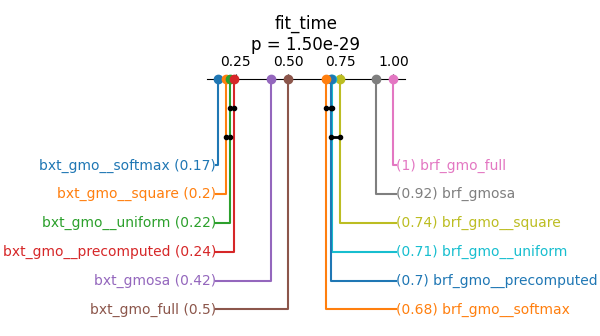 fit_time
p = 1.50e-29
0.25 0.50 0.75 1.00
bxt_gmo__softmax (0.17) (1) brf_gmo_full
bxt_gmo__square (0.2) (0.92) brf_gmosa
bxt_gmo__uniform (0.22) (0.74) brf_gmo__square
bxt_gmo__precomputed (0.24) (0.71) brf_gmo__uniform
bxt_gmosa (0.42) (0.7) brf_gmo__precomputed
bxt_gmo_full (0.5) (0.68) brf_gmo__softmax